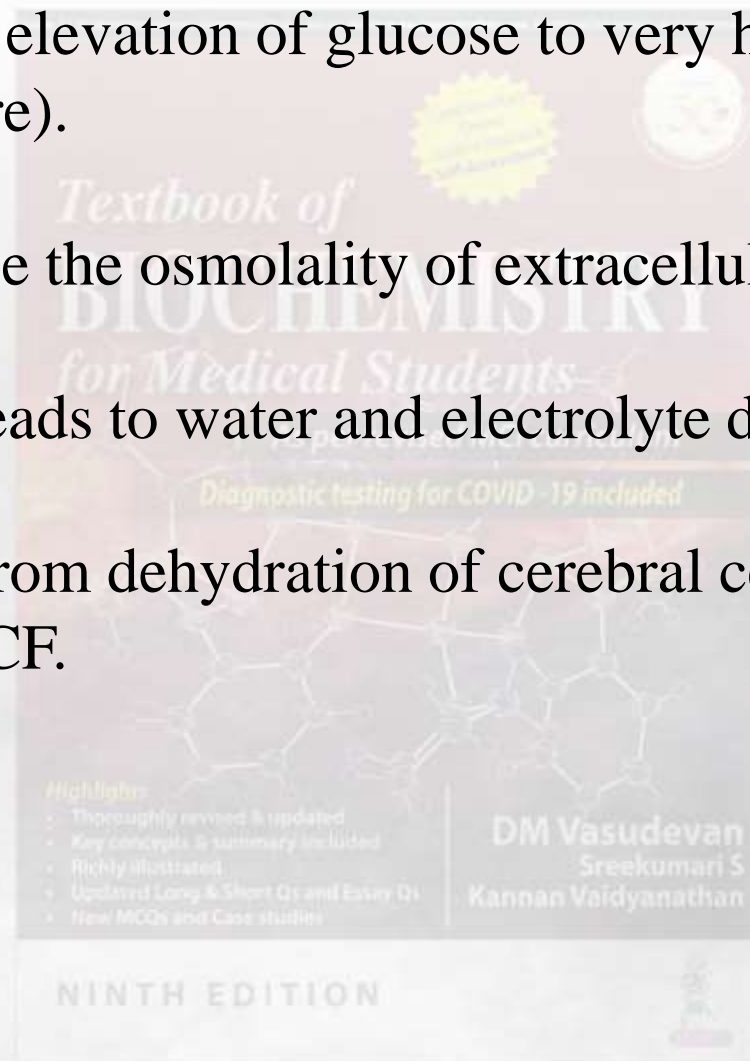 elevation of glucose to very h
re).
Textbook of
e the osmolality of extracellul
BIOCHEMISTRY
for Medical Students
eads to water and electrolyte d
Diagnostic testing for COVID -19 included
rom dehydration of cerebral c
CF.
Highlights
• Thoroughly revised & updated
• Key concepts & summary included
• Richly illustrated
• Updated Long & Short Qs and Essay Qs
• New MCQs and Case studies
DM Vasudevan
Sreekumari S
Kannan Vaidyanathan
NINTH EDITION